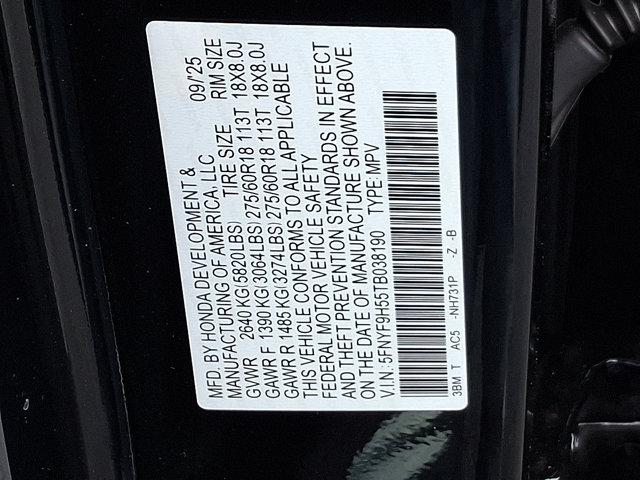 MFD. BY HONDA DEVELOPMENT & 09/'25
MANUFACTURING OF AMERICA, LLC
TIRE SIZE RIM SIZE
GVWR 2640 KG(5820LBS)
GAWR F 1390 KG(3064LBS) 275/60R18 113T 18X8.0J
GAWR R 1485 KG(3274LBS) 275/60R18 113T 18X8.0J
THIS VEHICLE CONFORMS TO ALL APPLICABLE
FEDERAL MOTOR VEHICLE SAFETY
AND THEFT PREVENTION STANDARDS IN EFFECT
ON THE DATE OF MANUFACTURE SHOWN ABOVE.
V.I.N: 5FNYF9H55TB038190 TYPE: MPV
3BM T AC5 -NH731P -Z -B